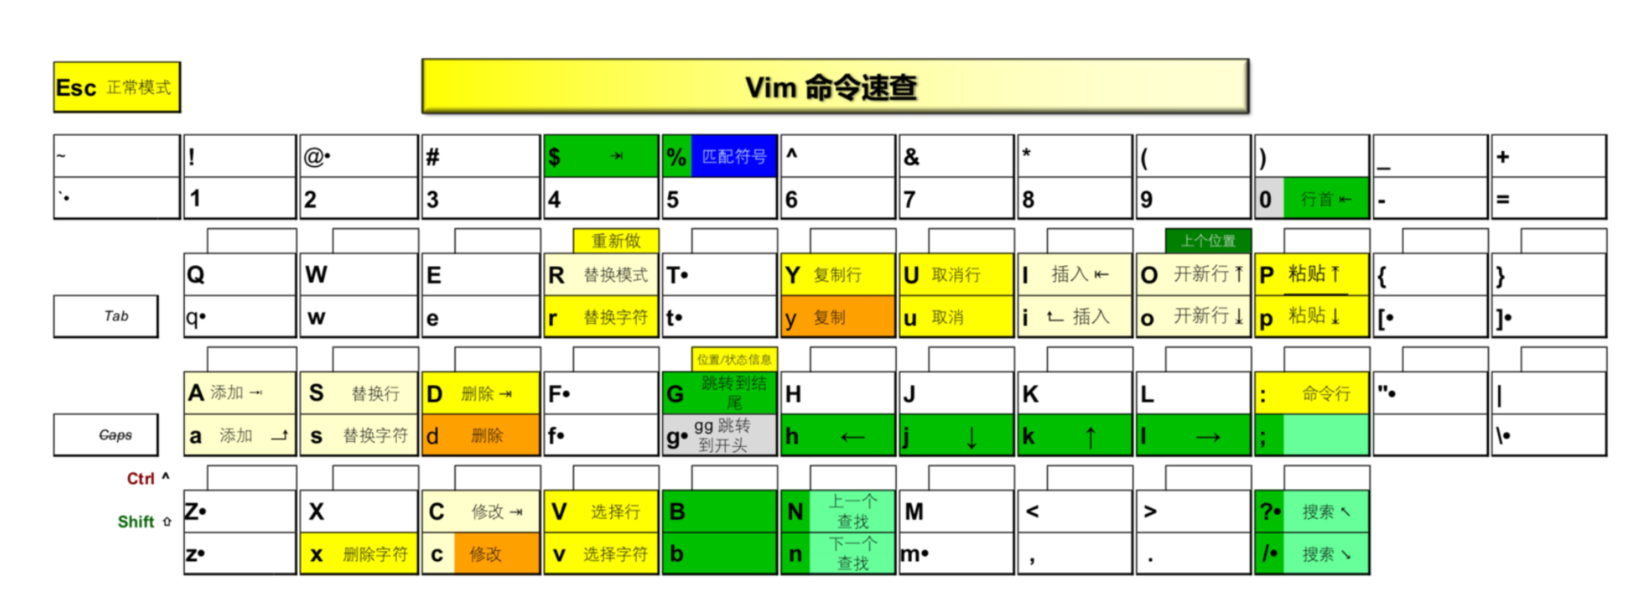 Esc 正常模式
Vim 命令速查
~ ! @• # $ ⇥ % 匹配符号 ^ & * ( ) _ +
`• 1 2 3 4 5 6 7 8 9 0 行首 ⇤ - =
重新做 上个位置
Q W E R 替换模式 T• Y 复制行 U 取消行 I 插入 ⇤ O 开新行 ⤒ P 粘贴 ⤒ { }
Tab q• w e r 替换字符 t• y 复制 u 取消 i 插入 o 开新行 ⤓ p 粘贴 ⤓ [• ]•
位置/状态信息
A 添加 ⇥ S 替换行 D 删除 ⇥ F• G 跳转到结尾 H J K L : 命令行 "• |
Caps a 添加 s 替换字符 d 删除 f• g• gg 跳转到开头 h ← j ↓ k ↑ l → ; \•
Ctrl ^
Z• X C 修改 ⇥ V 选择行 B N 上一个查找 M < > ?• 搜索 ↖
Shift ⇧
z• x 删除字符 c 修改 v 选择字符 b n 下一个查找 m• , . /• 搜索 ↘